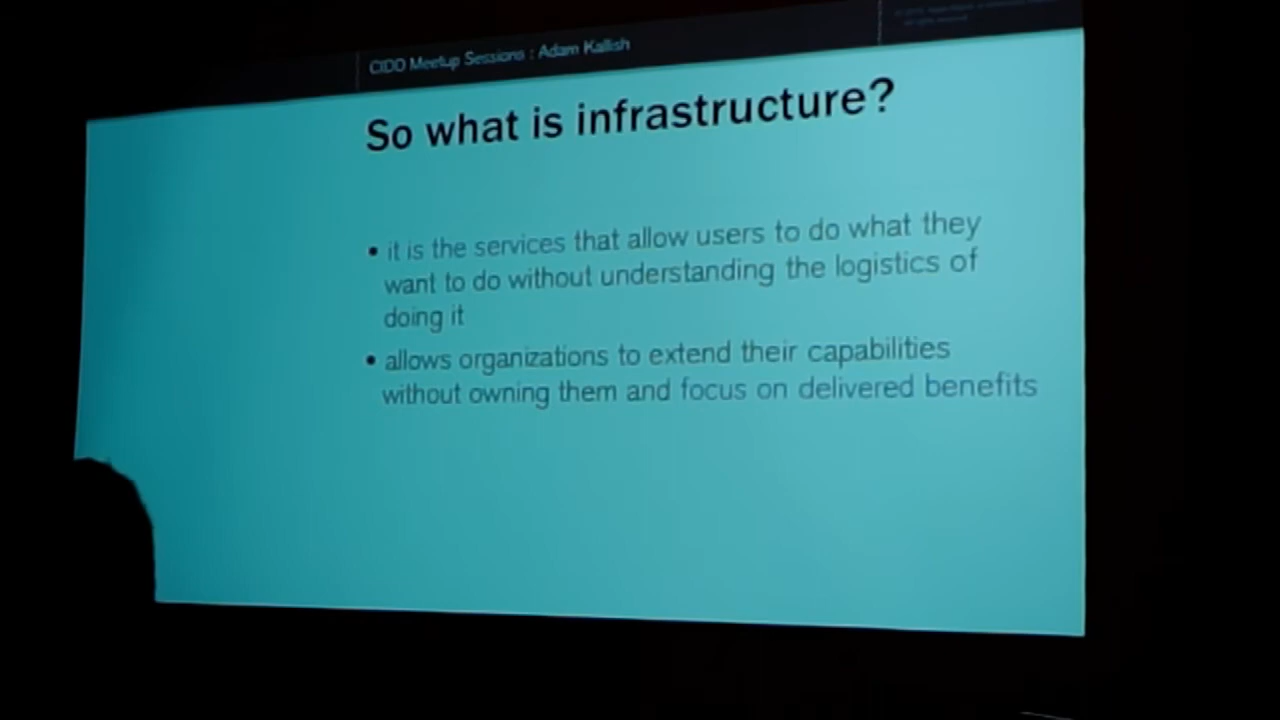 CIDO Meetup Sessions : Adam Kallish
So what is infrastructure?
• it is the services that allow users to do what they
want to do without understanding the logistics of
doing it
• allows organizations to extend their capabilities
without owning them and focus on delivered benefits